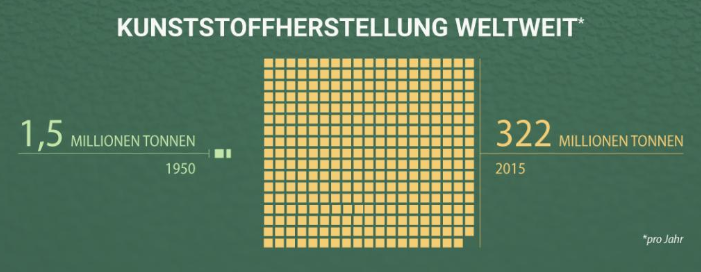 KUNSTSTOFFHERSTELLUNG WELTWEIT*
1,5 MILLIONEN TONNEN
1950
322 MILLIONEN TONNEN
2015
*pro Jahr